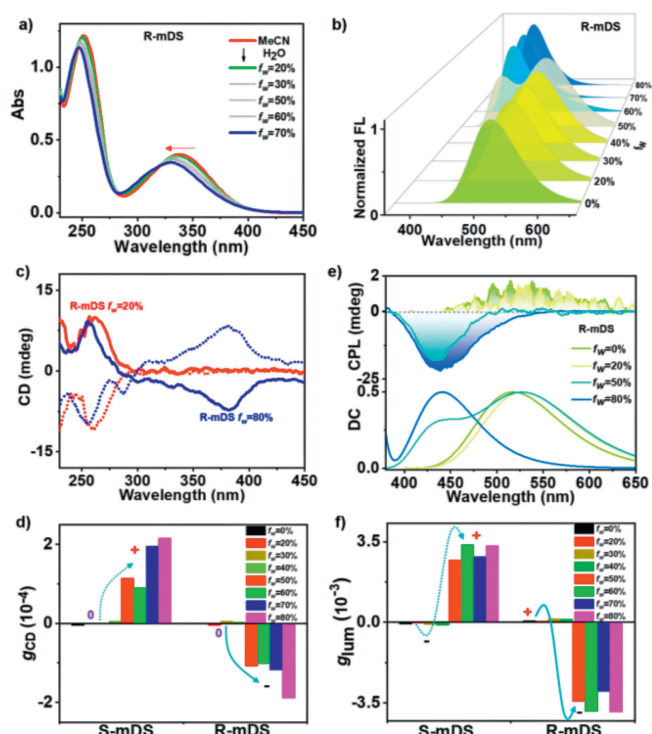 a)
R-mDS
MeCN
H2O
fw=20%
fw=30%
fw=50%
fw=60%
fw=70%
1.0
0.5
0.0
Abs
250 300 350 400 450
Wavelength (nm)
b)
R-mDS
Normalized FL
1
0
80%
70%
60%
50%
40%
30%
20%
0%
fW
400 500 600
Wavelength (nm)
c)
R-mDS fw=20%
R-mDS fw=80%
15
0
-15
CD (mdeg)
250 300 350 400 450
Wavelength (nm)
e)
2
0
-25
CPL (mdeg)
R-mDS
fW=0%
fW=20%
fW=50%
fW=80%
0.5
0.0
DC
400 450 500 550 600 650
Wavelength (nm)
d)
2
0
-2
gCD (10-4)
fw=0%
fw=20%
fw=30%
fw=40%
fw=50%
fw=60%
fw=70%
fw=80%
0
+
0
-
S-mDS R-mDS
f)
3.5
0.0
-3.5
glum (10-3)
fw=0%
fw=20%
fw=30%
fw=40%
fw=50%
fw=60%
fw=70%
fw=80%
+
+
-
-
S-mDS R-mDS